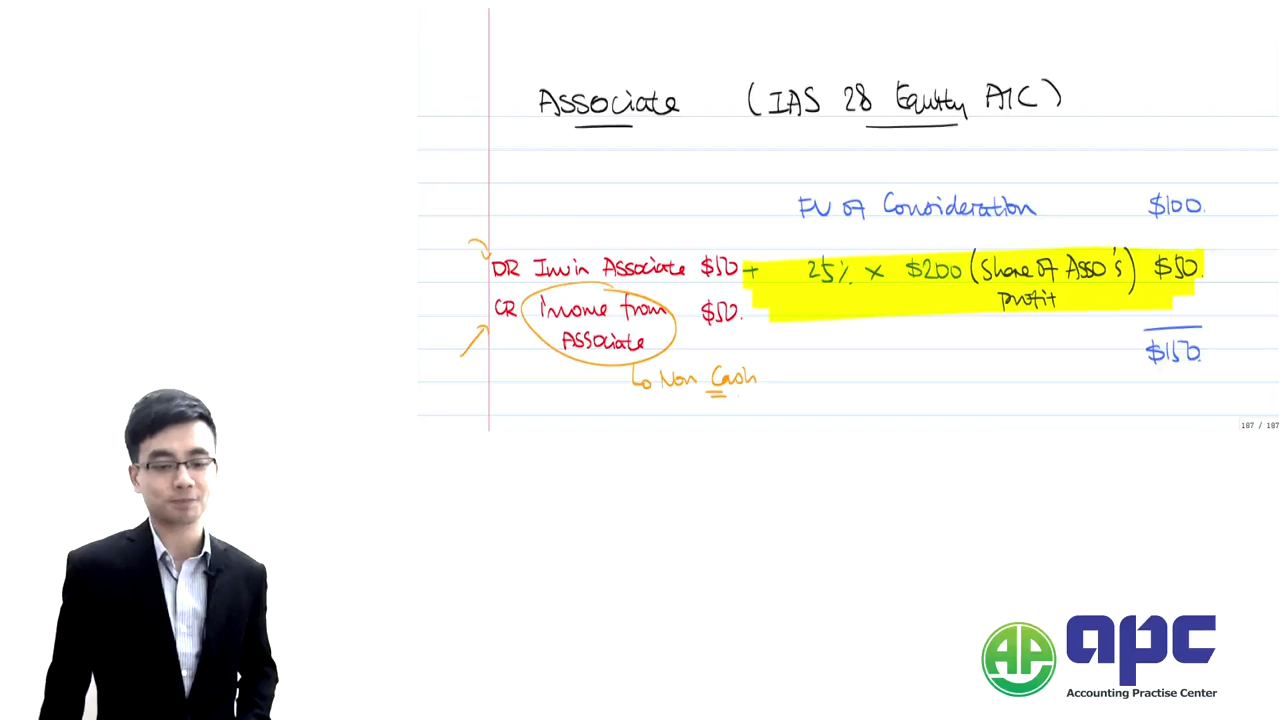 Associate (IAS 28 Equity A/C)
FV of Consideration $100.
DR Inv in Associate $50 + 25% x $200 (Share of Asso's profit) $50.
CR Income from Associate $50.
$150.
↳ Non Cash
187 / 187
AP
apc
Accounting Practise Center